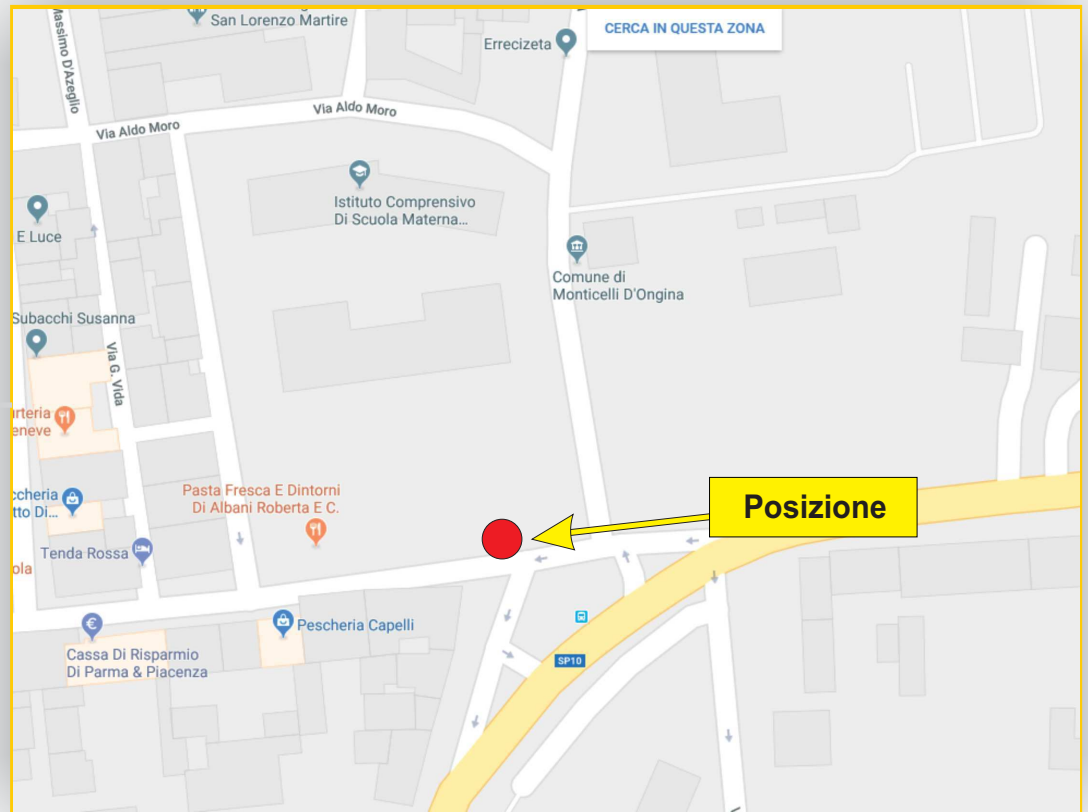 San Lorenzo Martire
Massimo D'Azeglio
Errecizeta
CERCA IN QUESTA ZONA
Via Aldo Moro
Via Aldo Moro
Istituto Comprensivo
Di Scuola Materna...
E Luce
Comune di
Monticelli D'Ongina
Subacchi Susanna
Via G. Vida
Pasta Fresca E Dintorni
Di Albani Roberta E C.
Posizione
tto Di...
Tenda Rossa
Pescheria Capelli
€
Cassa Di Risparmio
Di Parma & Piacenza
SP10